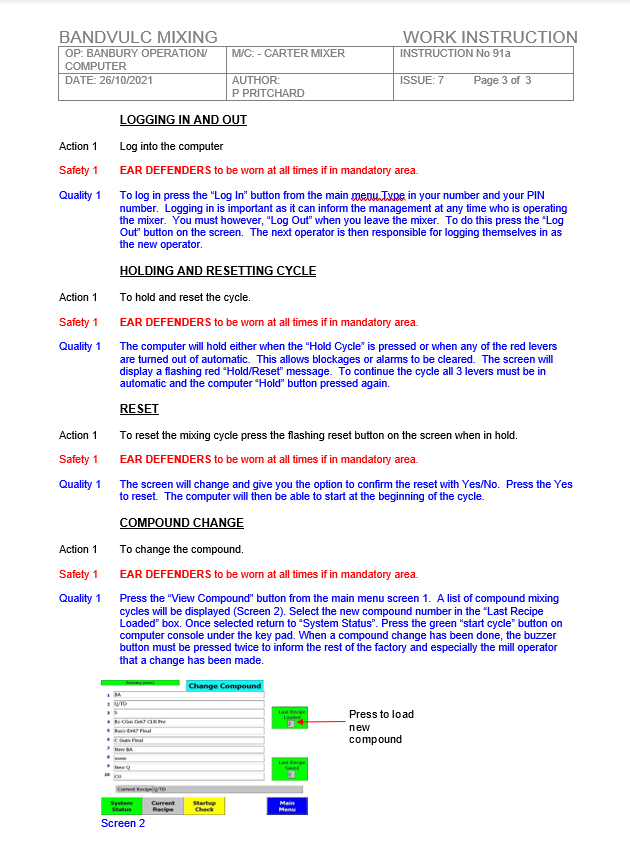 BANDVULC MIXING WORK INSTRUCTION
OP: BANBURY OPERATION/ M/C: - CARTER MIXER INSTRUCTION No 91a
COMPUTER
DATE: 26/10/2021 AUTHOR: ISSUE: 7 Page 3 of 3
P PRITCHARD
LOGGING IN AND OUT
Action 1 Log into the computer
Safety 1 EAR DEFENDERS to be worn at all times if in mandatory area.
Quality 1 To log in press the “Log In” button from the main menu.Type in your number and your PIN
number. Logging in is important as it can inform the management at any time who is operating
the mixer. You must however, “Log Out” when you leave the mixer. To do this press the “Log
Out” button on the screen. The next operator is then responsible for logging themselves in as
the new operator.
HOLDING AND RESETTING CYCLE
Action 1 To hold and reset the cycle.
Safety 1 EAR DEFENDERS to be worn at all times if in mandatory area.
Quality 1 The computer will hold either when the “Hold Cycle” is pressed or when any of the red levers
are turned out of automatic. This allows blockages or alarms to be cleared. The screen will
display a flashing red “Hold/Reset” message. To continue the cycle all 3 levers must be in
automatic and the computer “Hold” button pressed again.
RESET
Action 1 To reset the mixing cycle press the flashing reset button on the screen when in hold.
Safety 1 EAR DEFENDERS to be worn at all times if in mandatory area.
Quality 1 The screen will change and give you the option to confirm the reset with Yes/No. Press the Yes
to reset. The computer will then be able to start at the beginning of the cycle.
COMPOUND CHANGE
Action 1 To change the compound.
Safety 1 EAR DEFENDERS to be worn at all times if in mandatory area.
Quality 1 Press the “View Compound” button from the main menu screen 1. A list of compound mixing
cycles will be displayed (Screen 2). Select the new compound number in the “Last Recipe
Loaded” box. Once selected return to “System Status”. Press the green “start cycle” button on
computer console under the key pad. When a compound change has been done, the buzzer
button must be pressed twice to inform the rest of the factory and especially the mill operator
that a change has been made.
Change Compound
1 BA
2 Q/TD
3 S
4 Bz-Clan Dn67 CLN Pre
5 Buzz-Dr67 Final
6 C-Gum Final
7 New BA
8 none
9 New Q
10 CU
Last Recipe
Loaded
2
Press to load
new
compound
Last Recipe
Saved
2
Current Recipe Q/TD
System
Status
Current
Recipe
Startup
Check
Main
Menu
Screen 2